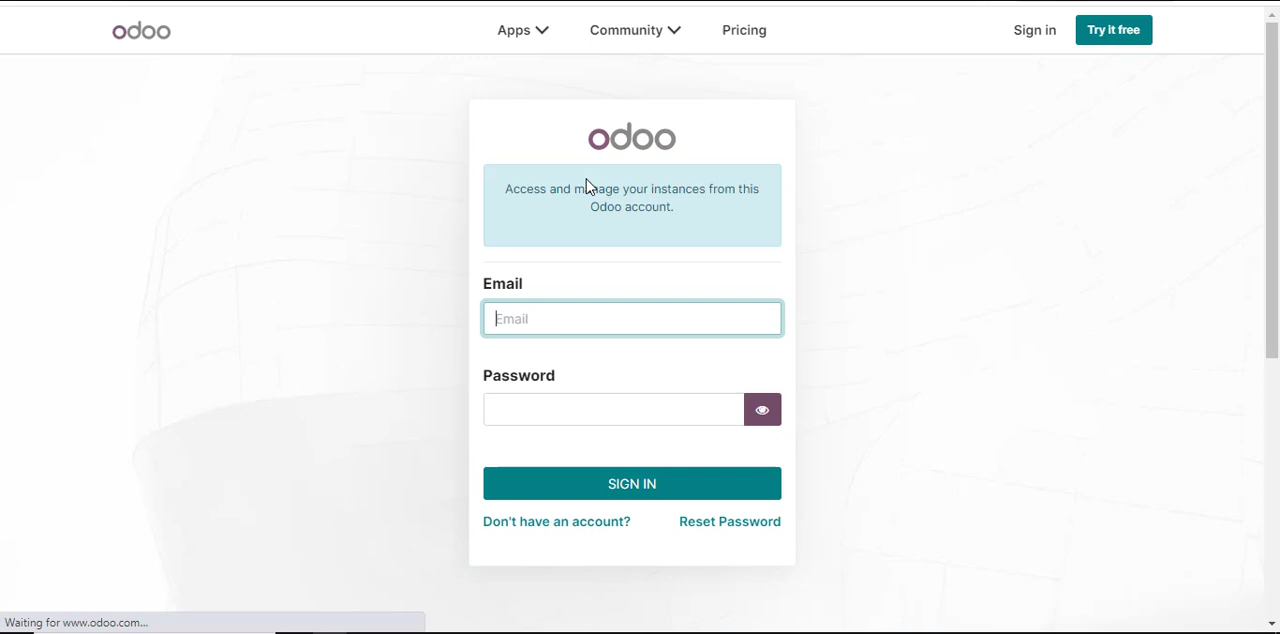 odoo
Apps
Community
Pricing
Sign in
Try it free
odoo
Access and manage your instances from this
Odoo account.
Email
Email
Password
SIGN IN
Don't have an account?
Reset Password
Waiting for www.odoo.com...